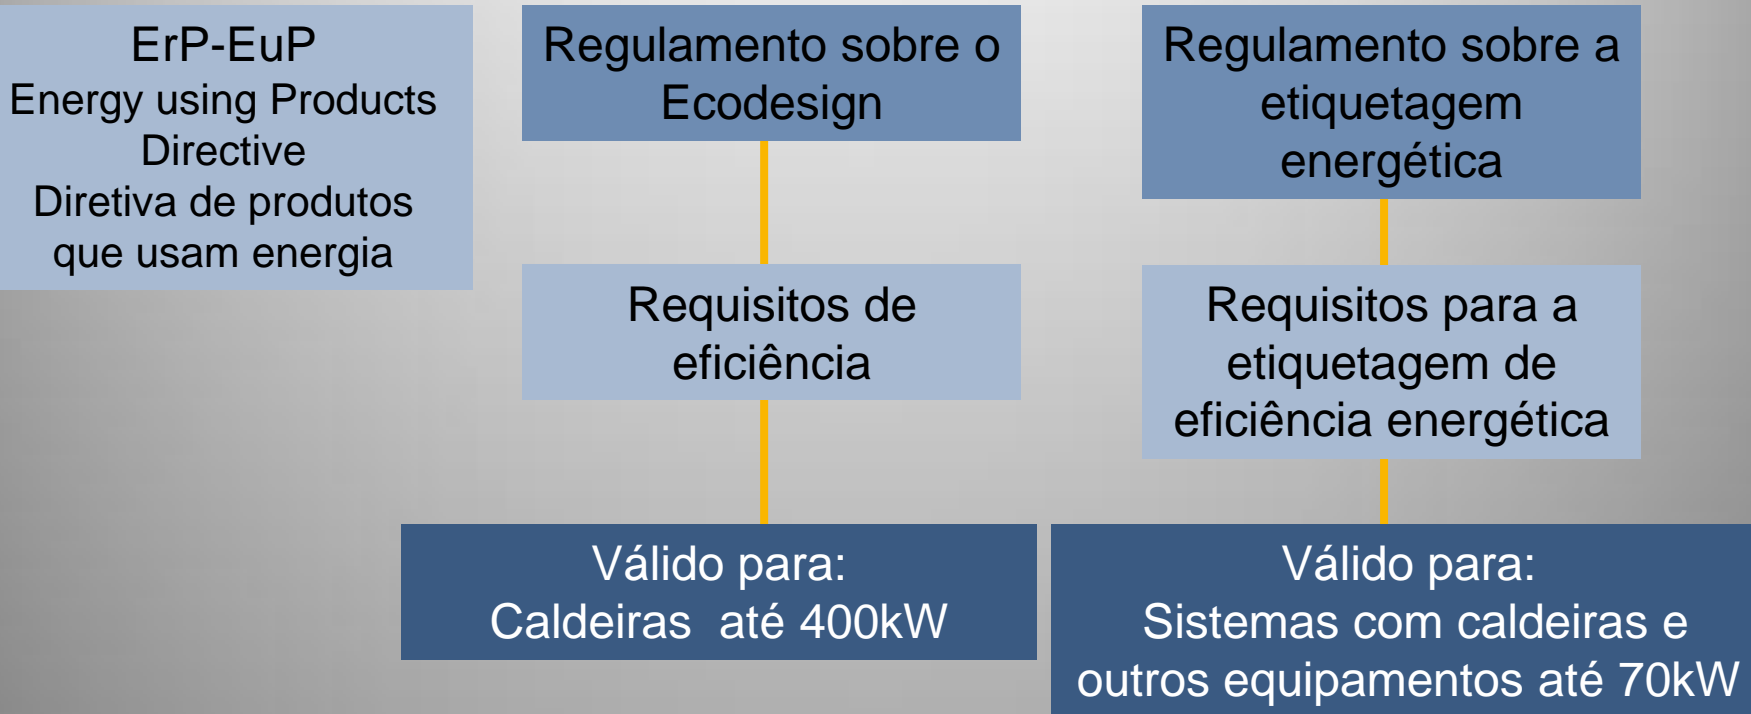 ErP-EuP
Energy using Products
Directive
Diretiva de produtos
que usam energia
Regulamento sobre o
Ecodesign
Requisitos de
eficiência
Válido para:
Caldeiras  até 400kW
Regulamento sobre a
etiquetagem
energética
Requisitos para a
etiquetagem de
eficiência energética
Válido para:
Sistemas com caldeiras e
outros equipamentos até 70kW